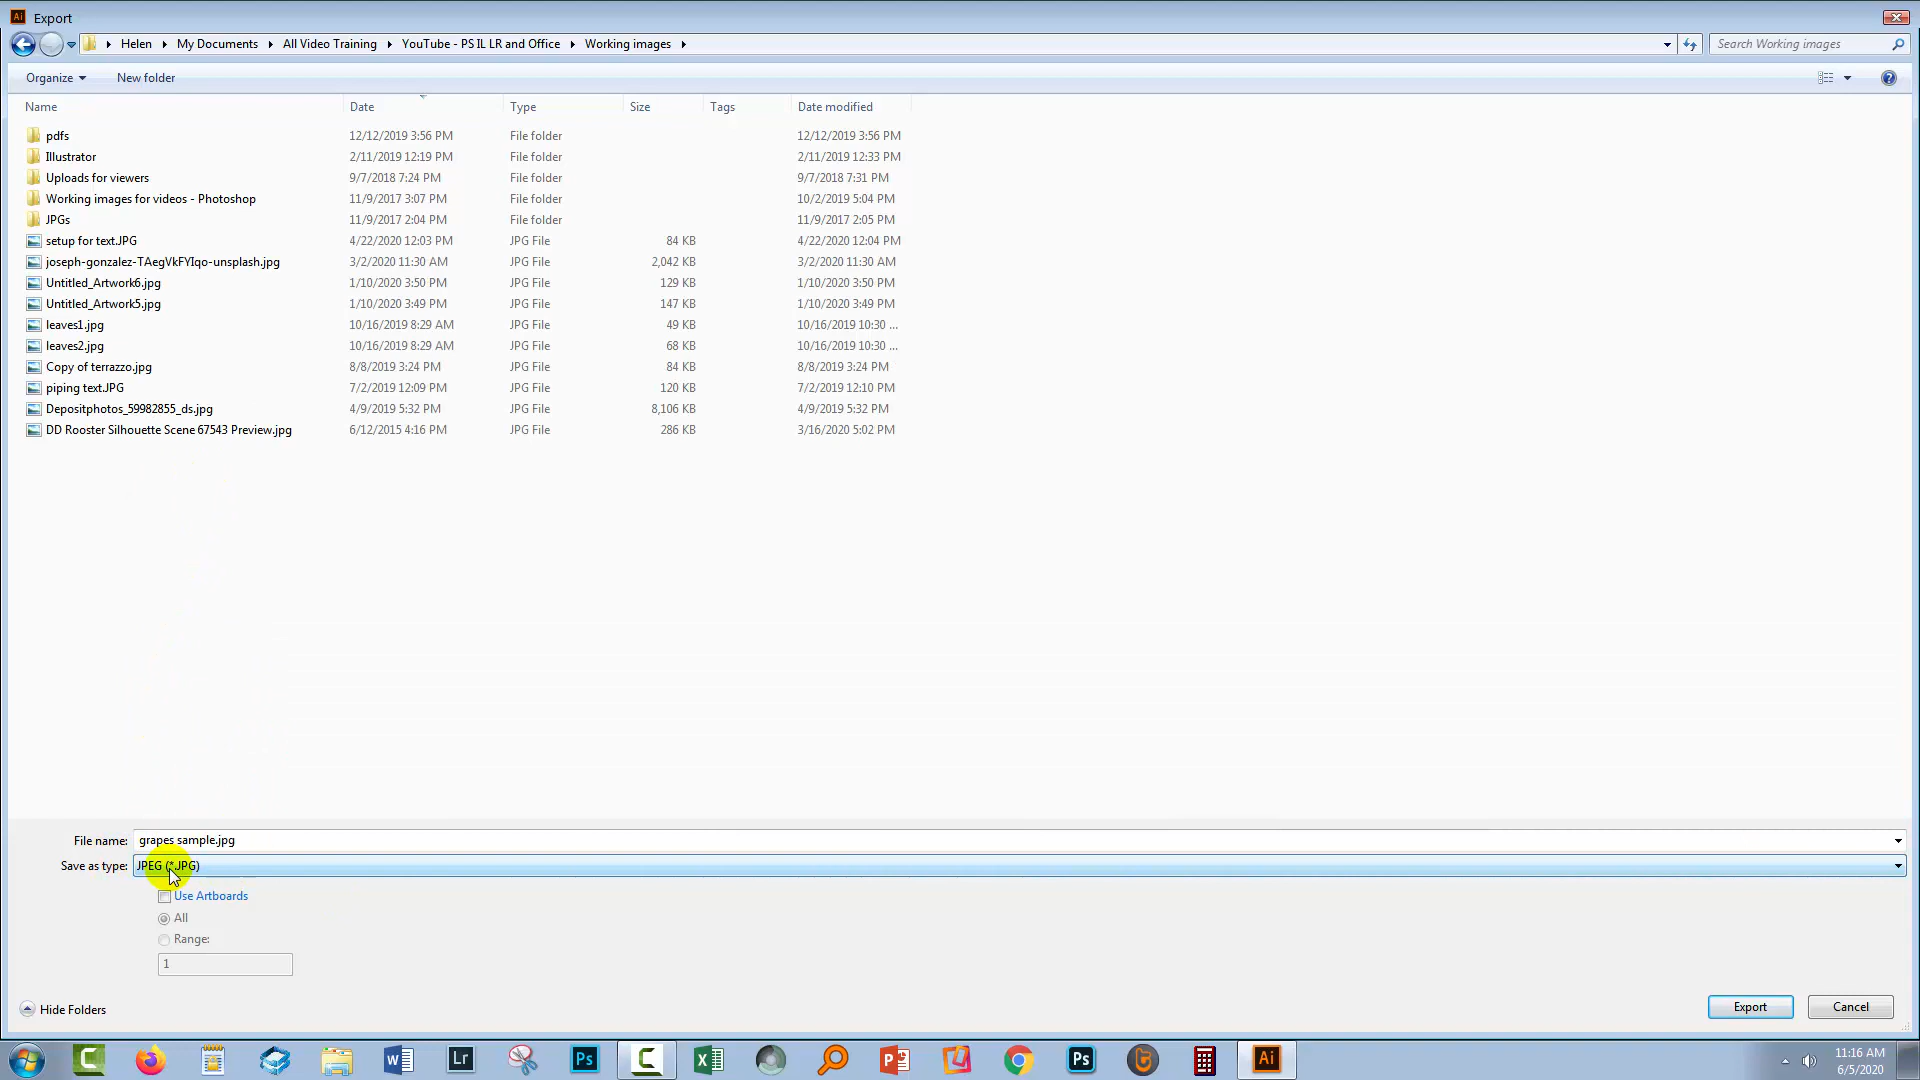 Ai Export
Helen My Documents All Video Training YouTube - PS IL LR and Office Working images Search Working images
Organize New folder
Name Date Type Size Tags Date modified
pdfs 12/12/2019 3:56 PM File folder 12/12/2019 3:56 PM
Illustrator 2/11/2019 12:19 PM File folder 2/11/2019 12:33 PM
Uploads for viewers 9/7/2018 7:24 PM File folder 9/7/2018 7:31 PM
Working images for videos - Photoshop 11/9/2017 3:07 PM File folder 10/2/2019 5:04 PM
JPGs 11/9/2017 2:04 PM File folder 11/9/2017 2:05 PM
setup for text.JPG 4/22/2020 12:03 PM JPG File 84 KB 4/22/2020 12:04 PM
joseph-gonzalez-TAegVkFYIqo-unsplash.jpg 3/2/2020 11:30 AM JPG File 2,042 KB 3/2/2020 11:30 AM
Untitled_Artwork6.jpg 1/10/2020 3:50 PM JPG File 129 KB 1/10/2020 3:50 PM
Untitled_Artwork5.jpg 1/10/2020 3:49 PM JPG File 147 KB 1/10/2020 3:49 PM
leaves1.jpg 10/16/2019 8:29 AM JPG File 49 KB 10/16/2019 10:30 ...
leaves2.jpg 10/16/2019 8:29 AM JPG File 68 KB 10/16/2019 10:30 ...
Copy of terrazzo.jpg 8/8/2019 3:24 PM JPG File 84 KB 8/8/2019 3:24 PM
piping text.JPG 7/2/2019 12:09 PM JPG File 120 KB 7/2/2019 12:10 PM
Depositphotos_59982855_ds.jpg 4/9/2019 5:32 PM JPG File 8,106 KB 4/9/2019 5:32 PM
DD Rooster Silhouette Scene 67543 Preview.jpg 6/12/2015 4:16 PM JPG File 286 KB 3/16/2020 5:02 PM
File name: grapes sample.jpg
Save as type: JPEG (*.JPG)
Use Artboards
All
Range:
1
Hide Folders Export Cancel
Lr Ps Ps Ai
11:16 AM
6/5/2020